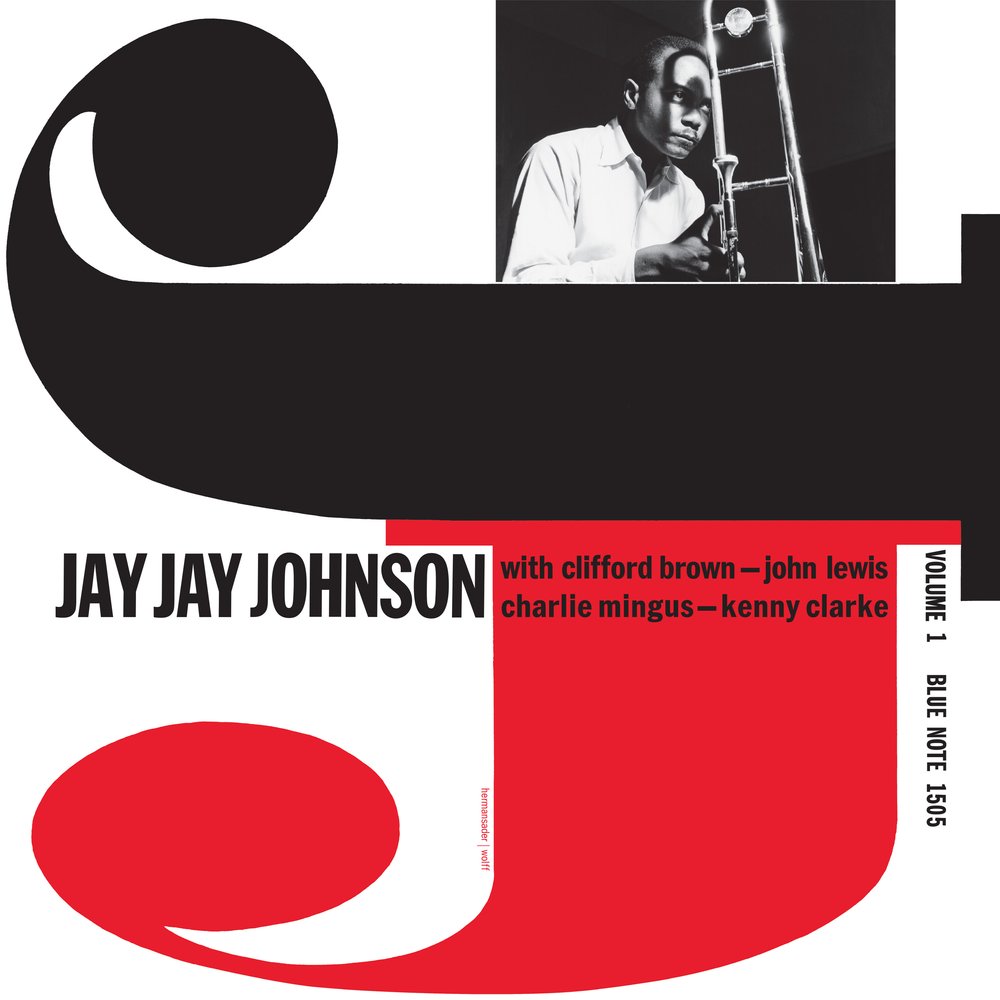 JAY JAY JOHNSON
with clifford brown—john lewis
charlie mingus—kenny clarke
VOLUME 1 BLUE NOTE 1505
hermansader | wolff